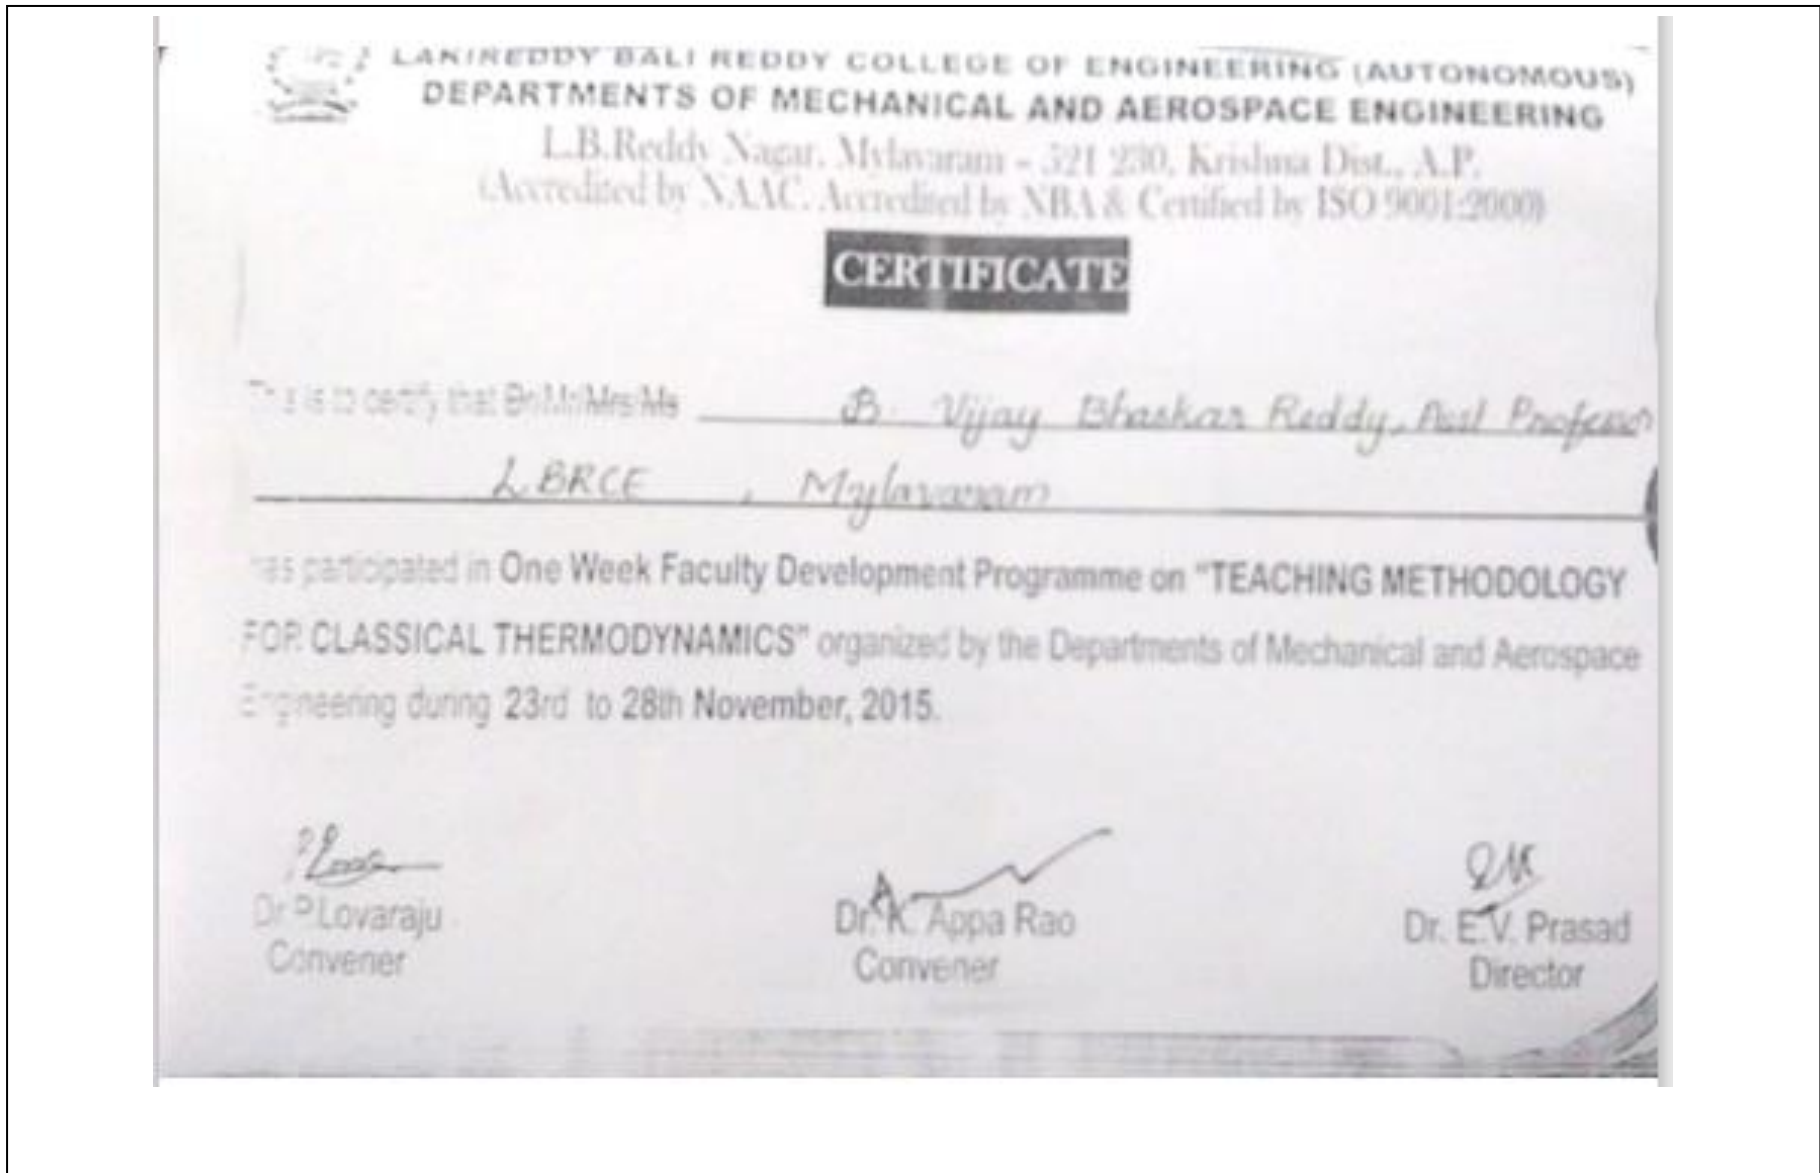 LAKIREDDY BALI REDDY COLLEGE OF ENGINEERING (AUTONOMOUS)
DEPARTMENTS OF MECHANICAL AND AEROSPACE ENGINEERING
L.B.Reddy Nagar, Mylavaram - 521 230, Krishna Dist., A.P.
(Accredited by NAAC, Accredited by NBA & Certified by ISO 9001:2000)
CERTIFICATE
This is to certify that Dr/Mr/Mrs/Ms B. Vijay Bhaskar Reddy, Asst Professor
LBRCE , Mylavaram
has participated in One Week Faculty Development Programme on "TEACHING METHODOLOGY
FOR CLASSICAL THERMODYNAMICS" organized by the Departments of Mechanical and Aerospace
Engineering during 23rd to 28th November, 2015.
Dr P.Lovaraju
Convener
Dr. K. Appa Rao
Convener
Dr. E.V. Prasad
Director